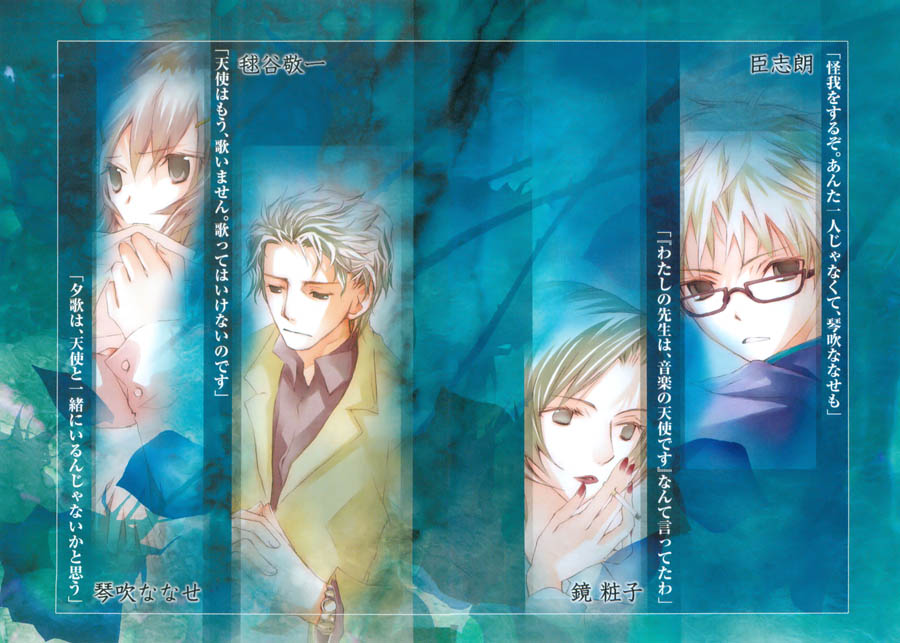 臣志朗
「怪我をするぞ。あんた一人じゃなくて、琴吹ななせも」
「『わたしの先生は、音楽の天使です』なんて言ってたわ」
鏡 粧子
毬谷敬一
「天使はもう、歌いません。歌ってはいけないのです」
「夕歌は、天使と一緒にいるんじゃないかと思う」
琴吹ななせ